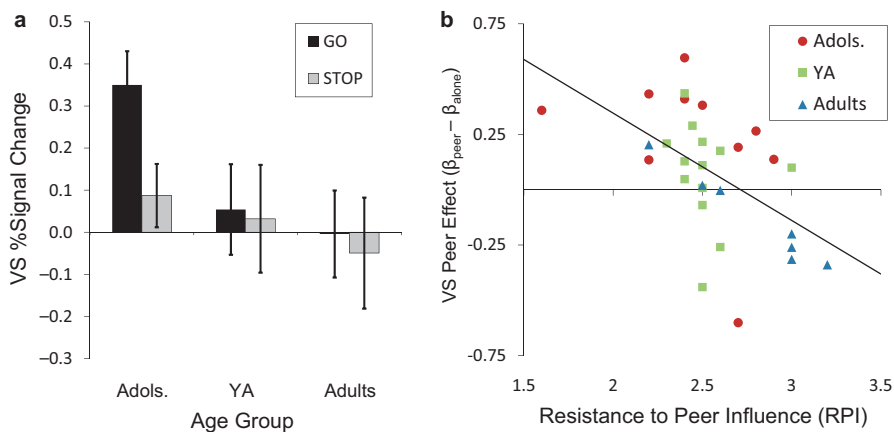 a
VS %Signal Change
0.5
0.4
0.3
0.2
0.1
0.0
−0.1
−0.2
−0.3
GO
STOP
Adols.
YA
Adults
Age Group
b
VS Peer Effect (βpeer – βalone)
0.75
0.25
-0.25
-0.75
Adols.
YA
Adults
1.5
2
2.5
3
3.5
Resistance to Peer Influence (RPI)